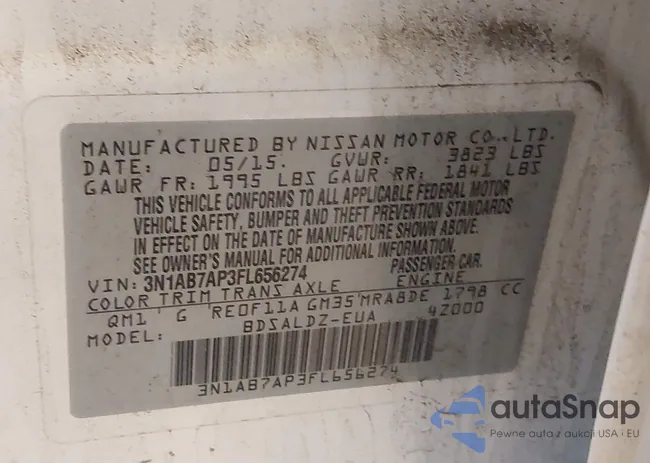 MANUFACTURED BY NISSAN MOTOR CO., LTD.
DATE: 05/15. GVWR: 3823 LBS
GAWR FR: 1995 LBS GAWR RR: 1841 LBS
THIS VEHICLE CONFORMS TO ALL APPLICABLE FEDERAL MOTOR
VEHICLE SAFETY, BUMPER AND THEFT PREVENTION STANDARDS
IN EFFECT ON THE DATE OF MANUFACTURE SHOWN ABOVE.
SEE OWNER'S MANUAL FOR ADDITIONAL INFORMATION.
VIN: 3N1AB7AP3FL656274 PASSENGER CAR.
COLOR TRIM TRANS AXLE ENGINE
QM1 G RE0F11A GM35 MRA8DE 1798 CC
MODEL: BDSALDZ-EUA 42000
3N1AB7AP3FL656274
autaSnap
Pewne auta z aukcji USA i EU